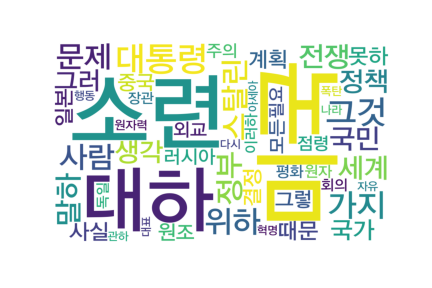 문제
대통령
주의
계획
전쟁
못하
그러
중국
스탈린
정책
일본
행동
장관
소련
미국
폭탄
나라
아시아
이러하
모든
필요
그것
원자력
외교
다시
점령
국민
사람
생각
러시아
정부
결정
평화
원자
세계
말하
독일
대하
회의
자유
그렇
가지
위하
사실
관하
대표
원조
혁명
때문
국가